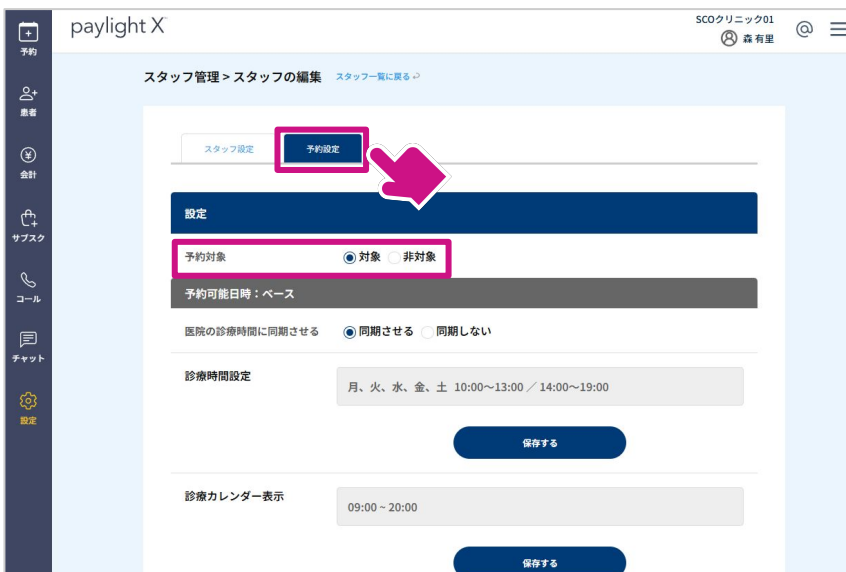 paylight X
SCOクリニック01
森 有里
予約
患者
会計
サブスク
コール
チャット
設定
スタッフ管理 > スタッフの編集 スタッフ一覧に戻る
スタッフ設定 予約設定
設定
予約対象 対象 非対象
予約可能日時：ベース
医院の診療時間に同期させる 同期させる 同期しない
診療時間設定 月、火、水、金、土 10:00〜13:00 ／ 14:00〜19:00
保存する
診療カレンダー表示 09:00 ~ 20:00
保存する